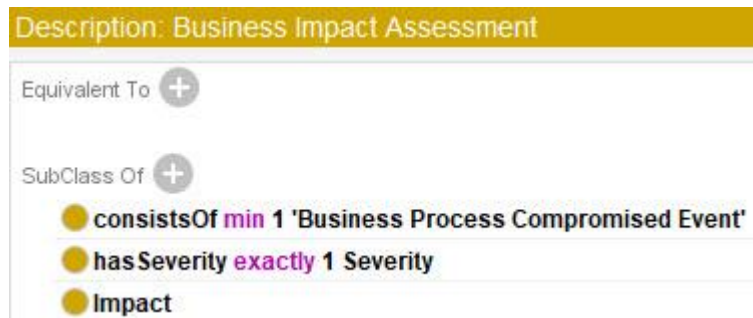 Description: Business Impact Assessment
Equivalent To
SubClass Of
consistsOf min 1 'Business Process Compromised Event'
hasSeverity exactly 1 Severity
Impact